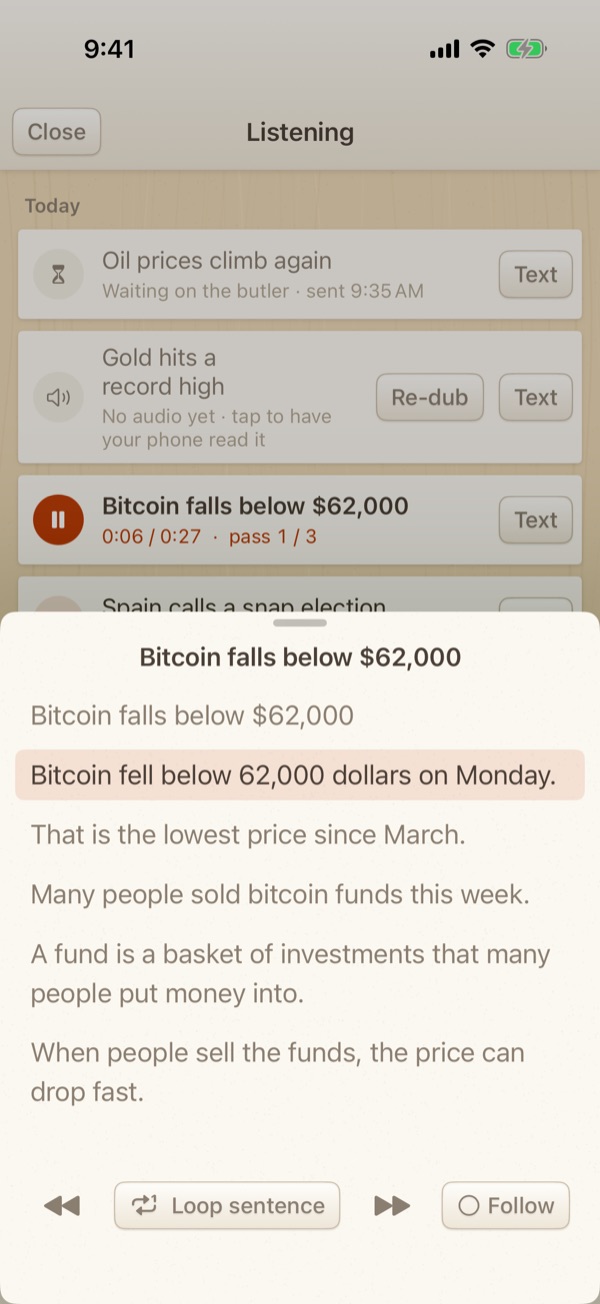 9:41
Close
Listening
Today
Oil prices climb again
Waiting on the butler · sent 9:35 AM
Text
Gold hits a
record high
No audio yet · tap to have
your phone read it
Re-dub
Text
Bitcoin falls below $62,000
0:06 / 0:27 · pass 1 / 3
Text
Spain calls a snap election
Bitcoin falls below $62,000
Bitcoin falls below $62,000
Bitcoin fell below 62,000 dollars on Monday.
That is the lowest price since March.
Many people sold bitcoin funds this week.
A fund is a basket of investments that many
people put money into.
When people sell the funds, the price can
drop fast.
Loop sentence
Follow